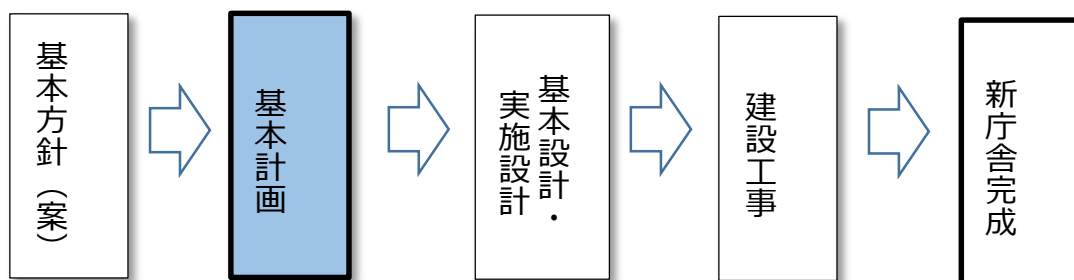 基本方針（案）
基本計画
基本設計・
実施設計
建設工事
新庁舎完成